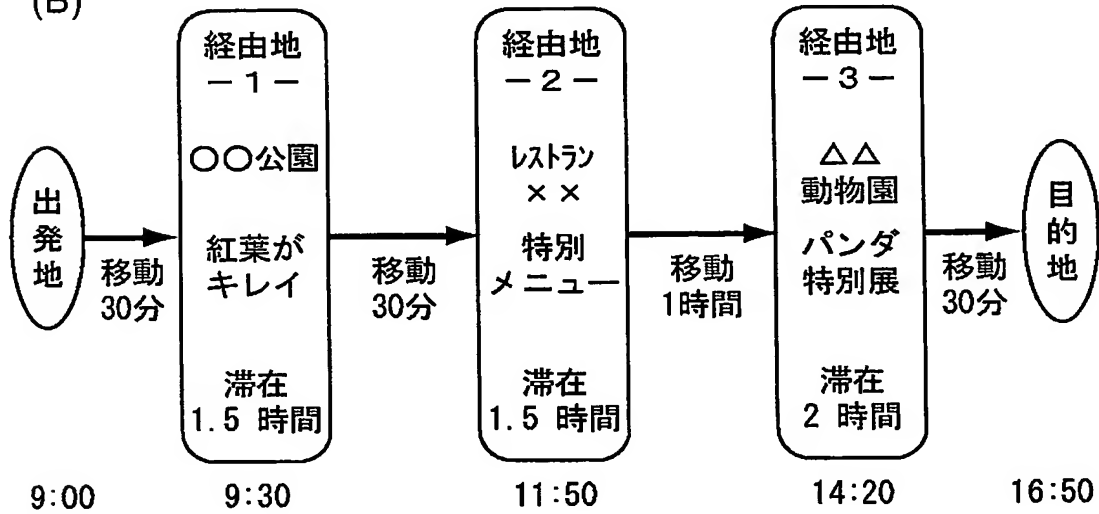 (B)
出発地
移動
30分
経由地
－1－
○○公園
紅葉が
キレイ
滞在
1.5 時間
移動
30分
経由地
－2－
レストラン
××
特別
メニュー
滞在
1.5 時間
移動
1時間
経由地
－3－
△△
動物園
パンダ
特別展
滞在
2 時間
移動
30分
目的地
9:00
9:30
11:50
14:20
16:50